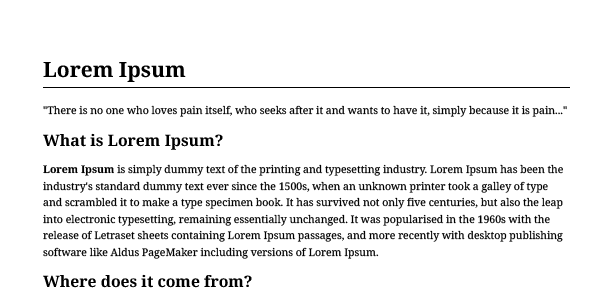 Lorem Ipsum
"There is no one who loves pain itself, who seeks after it and wants to have it, simply because it is pain..."
What is Lorem Ipsum?
Lorem Ipsum is simply dummy text of the printing and typesetting industry. Lorem Ipsum has been the
industry's standard dummy text ever since the 1500s, when an unknown printer took a galley of type
and scrambled it to make a type specimen book. It has survived not only five centuries, but also the leap
into electronic typesetting, remaining essentially unchanged. It was popularised in the 1960s with the
release of Letraset sheets containing Lorem Ipsum passages, and more recently with desktop publishing
software like Aldus PageMaker including versions of Lorem Ipsum.
Where does it come from?